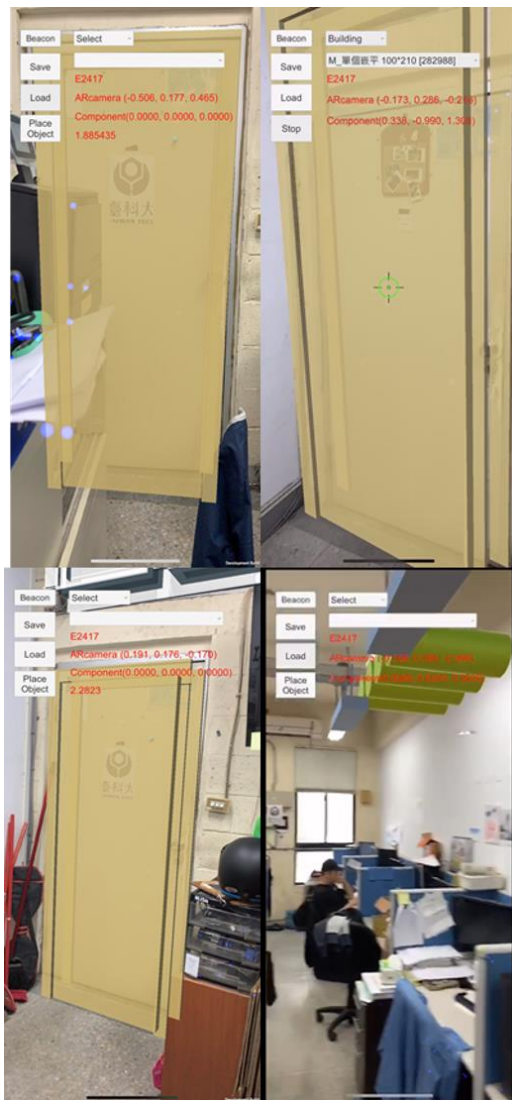 Beacon
Select
Save
E2417
Load
ARcamera (-0.506, 0.177, 0.465)
Component(0.0000, 0.0000, 0.0000)
Place
Object
1.885435
臺科大
TAIWAN TECH
Development Build
Beacon
Building
Save
M_單個嵌平 100*210 [282988]
E2417
Load
ARcamera (-0.173, 0.286,
Component(0.338, -0.990,
Stop
Beacon
Select
Save
E2417
Load
ARcamera (0.191, 0.176, -0.170)
Component(0.0000, 0.0000, 0.0000)
Place
Object
2.2823
臺科大
Beacon
Select
Save
E2417
Load
Place
Object